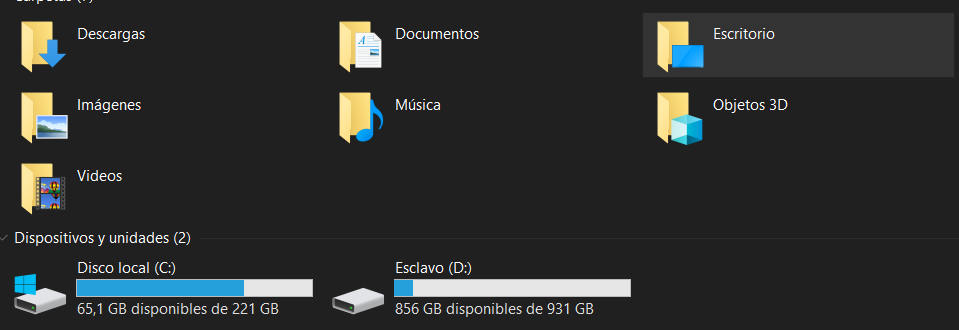 Descargas
Documentos
Escritorio
Imágenes
Música
Objetos 3D
Videos
Dispositivos y unidades (2)
Disco local (C:)
Esclavo (D:)
65,1 GB disponibles de 221 GB
856 GB disponibles de 931 GB